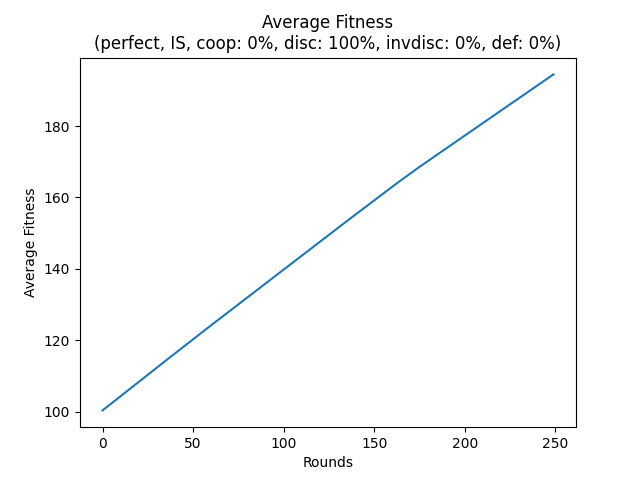 Average Fitness
(perfect, IS, coop: 0%, disc: 100%, invdisc: 0%, def: 0%)
180
160
140
120
100
Average Fitness
0 50 100 150 200 250
Rounds